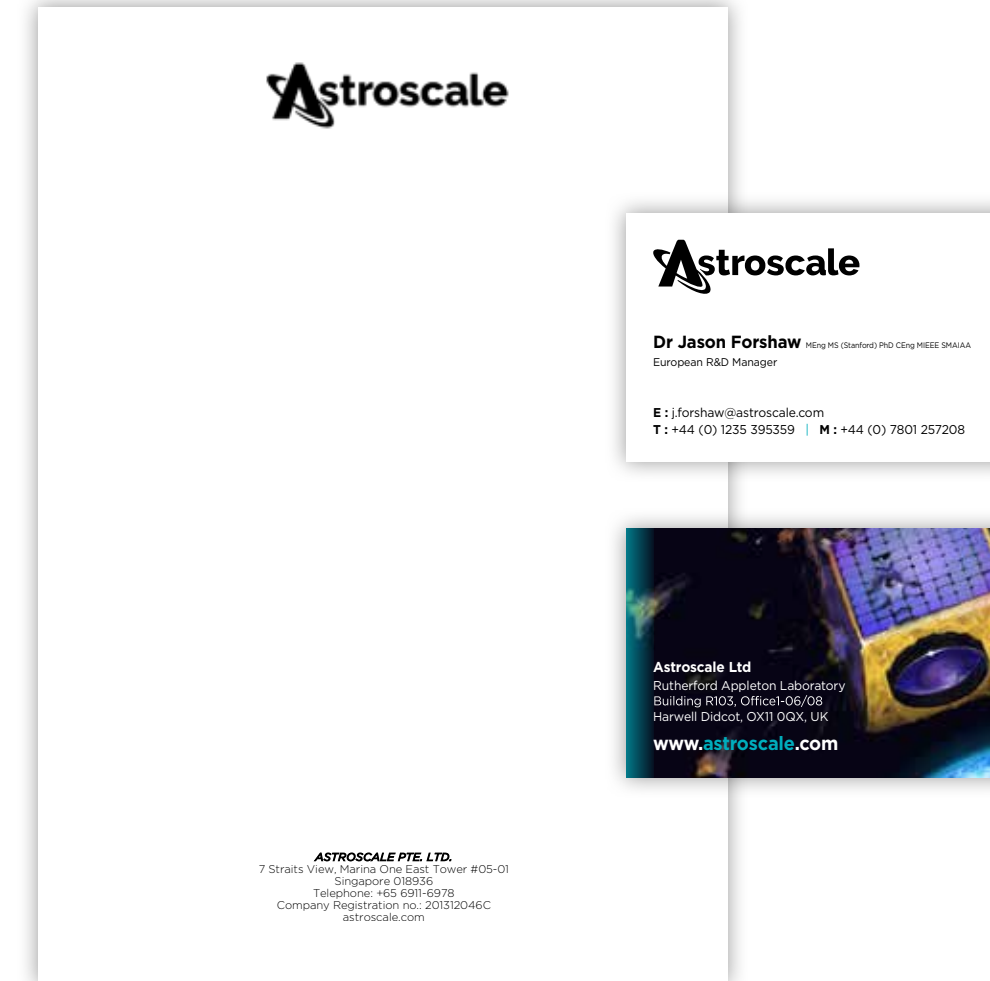 Astroscale
Astroscale
Dr Jason Forshaw MEng MS (Stanford) PhD CEng MIEEE SMAIAA
European R&D Manager
E : j.forshaw@astroscale.com
T : +44 (0) 1235 395359 | M : +44 (0) 7801 257208
Astroscale Ltd
Rutherford Appleton Laboratory
Building R103, Office1-06/08
Harwell Didcot, OX11 0QX, UK
www.astroscale.com
ASTROSCALE PTE. LTD.
7 Straits View, Marina One East Tower #05-01
Singapore 018936
Telephone: +65 6911-6978
Company Registration no.: 201312046C
astroscale.com